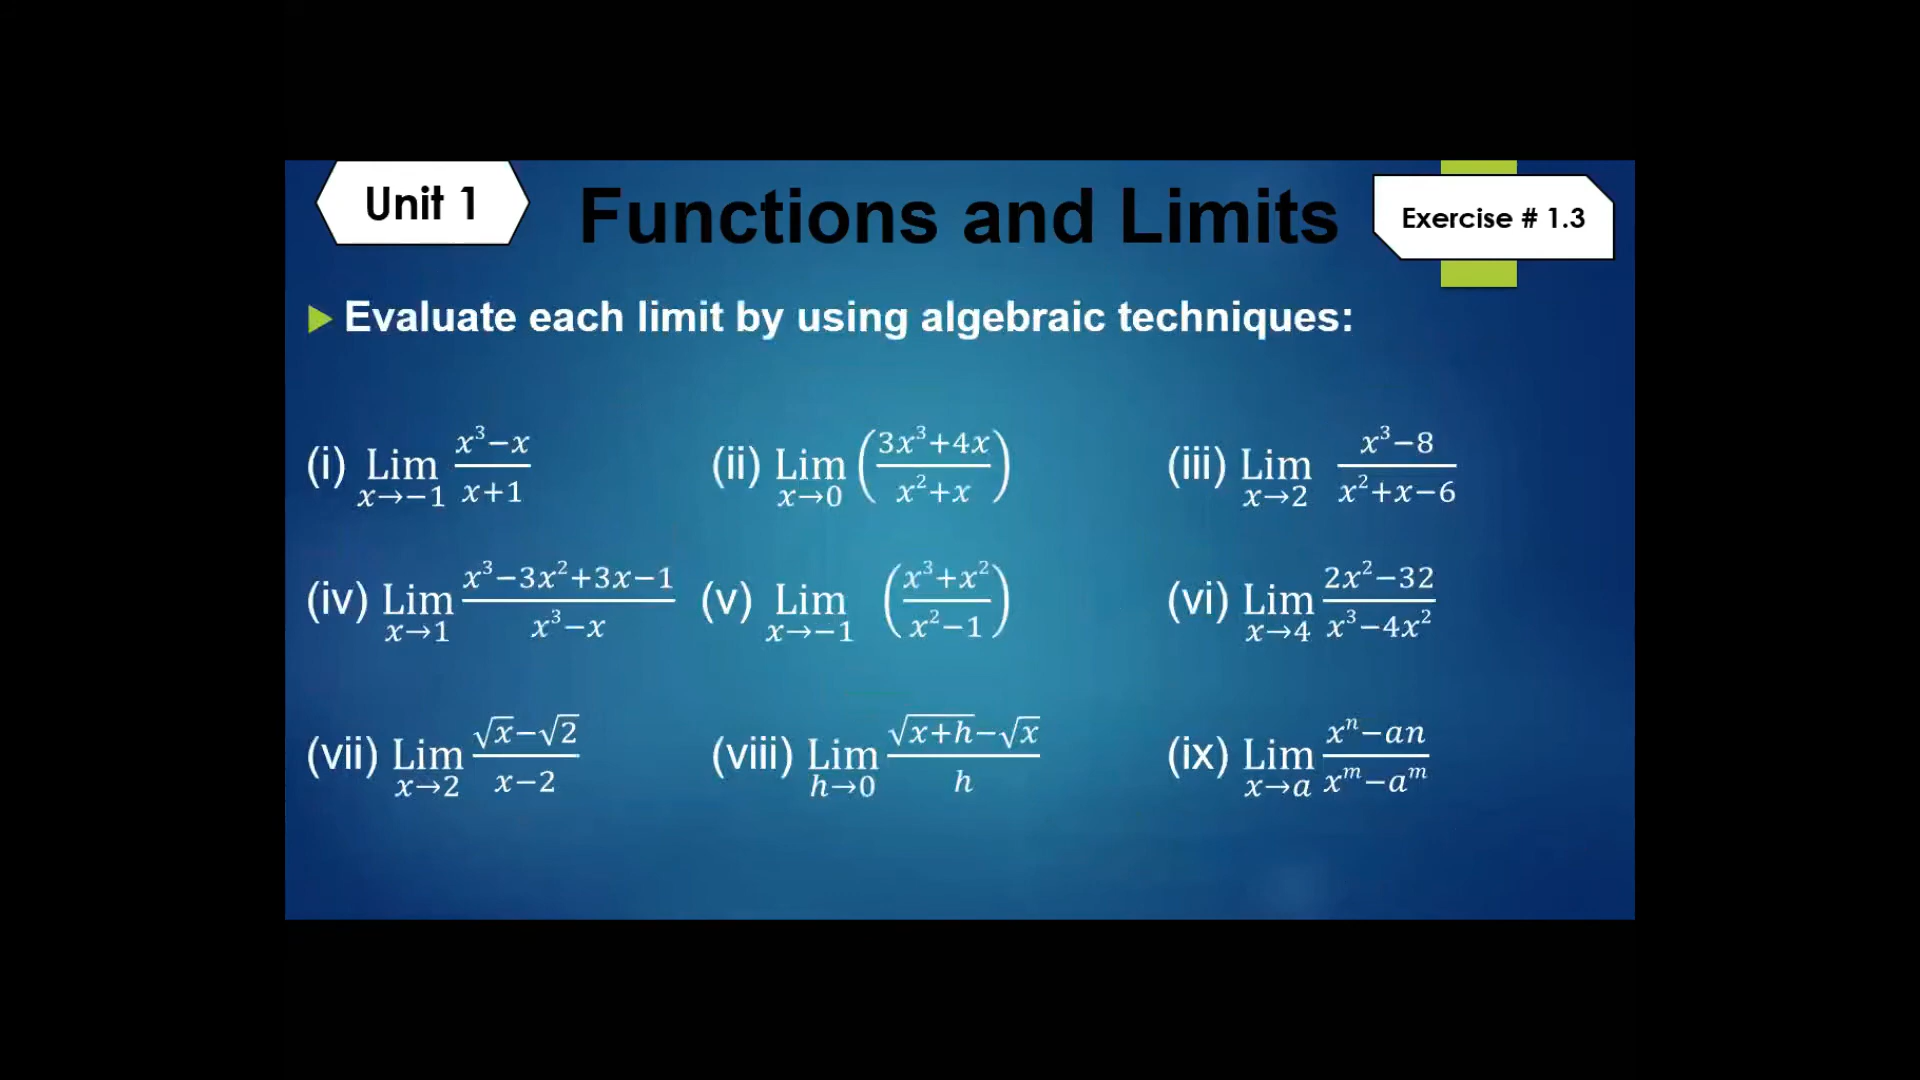 Unit 1
Functions and Limits
Exercise # 1.3
Evaluate each limit by using algebraic techniques:
(i) Lim x→−1 (x³−x)/(x+1)
(ii) Lim x→0 ((3x³+4x)/(x²+x))
(iii) Lim x→2 (x³−8)/(x²+x−6)
(iv) Lim x→1 (x³−3x²+3x−1)/(x³−x)
(v) Lim x→−1 ((x³+x²)/(x²−1))
(vi) Lim x→4 (2x²−32)/(x³−4x²)
(vii) Lim x→2 (√x−√2)/(x−2)
(viii) Lim h→0 (√(x+h)−√x)/h
(ix) Lim x→a (xⁿ−an)/(xᵐ−aᵐ)